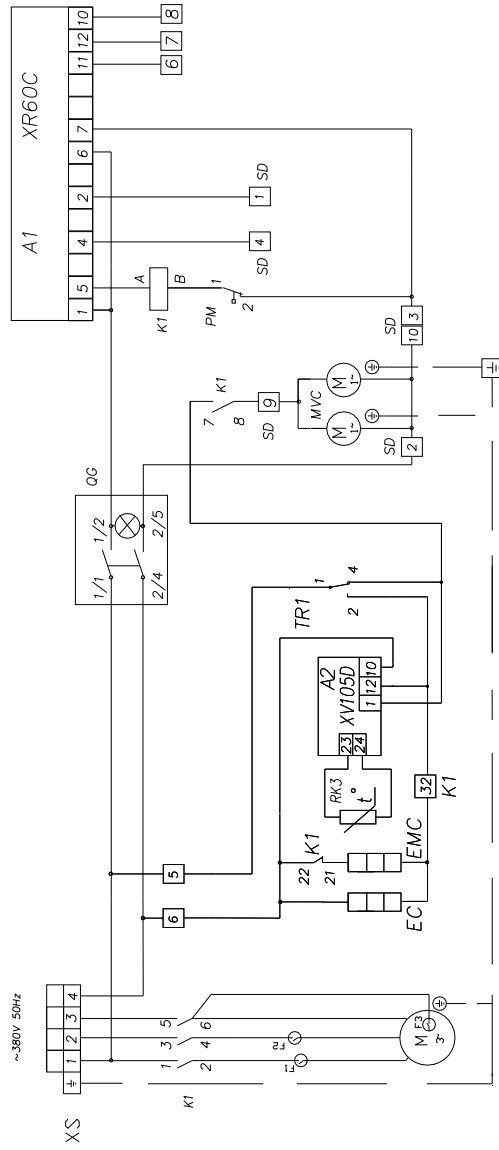 10
12
11
7
6
2
4
5
1
XR60C
A1
8
7
6
1
SD
4
SD
A
B
K1
PM
1
2
SD
10
3
K1
7
8
9
SD
MVC
M
1~
M
1~
SD
2
QG
1/1
1/2
2/4
2/5
TR1
1
2
4
A2
XV105D
1
12
10
23
24
RK3
t°
32
K1
K1
22
21
EMC
EC
5
6
~380V 50Hz
XS
1
2
3
4
1
2
3
4
5
6
K1
F1
F2
F3
M
3~